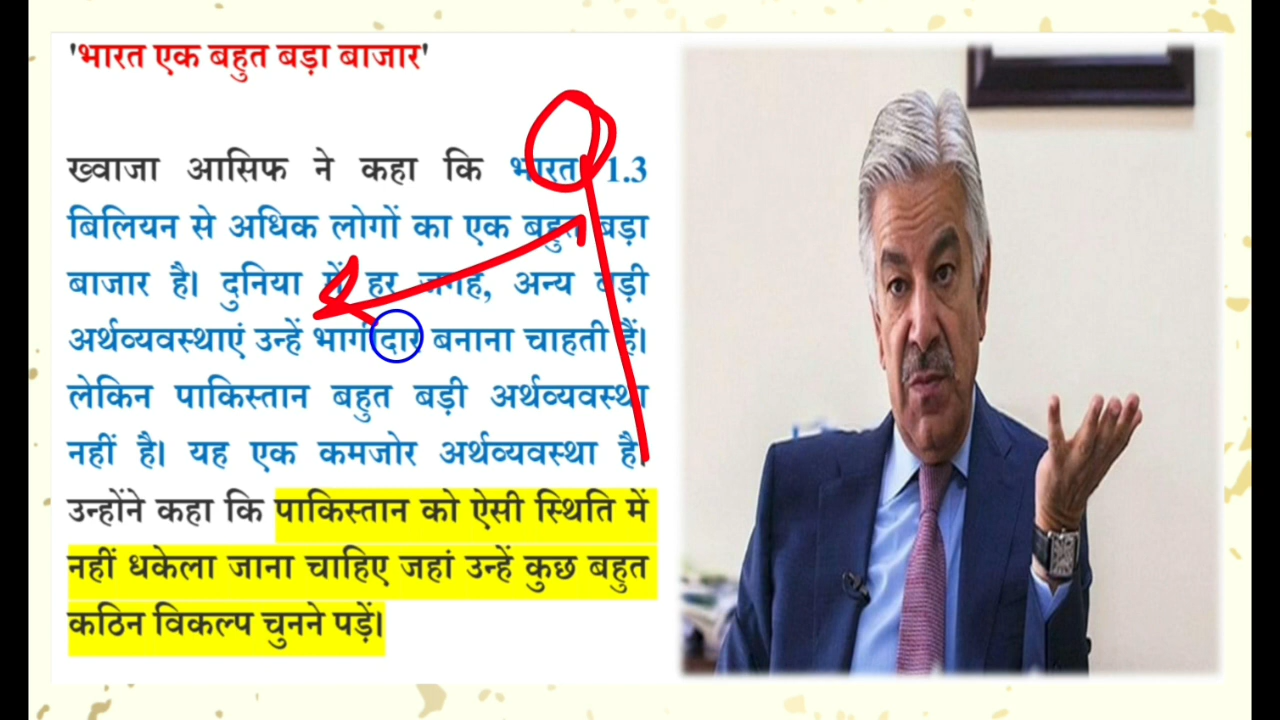 'भारत एक बहुत बड़ा बाजार'
ख्वाजा आसिफ ने कहा कि भारत 1.3
बिलियन से अधिक लोगों का एक बहुत बड़ा
बाजार है। दुनिया में हर जगह, अन्य बड़ी
अर्थव्यवस्थाएं उन्हें भागीदार बनाना चाहती हैं।
लेकिन पाकिस्तान बहुत बड़ी अर्थव्यवस्था
नहीं है। यह एक कमजोर अर्थव्यवस्था है।
उन्होंने कहा कि पाकिस्तान को ऐसी स्थिति में
नहीं धकेला जाना चाहिए जहां उन्हें कुछ बहुत
कठिन विकल्प चुनने पड़ें।